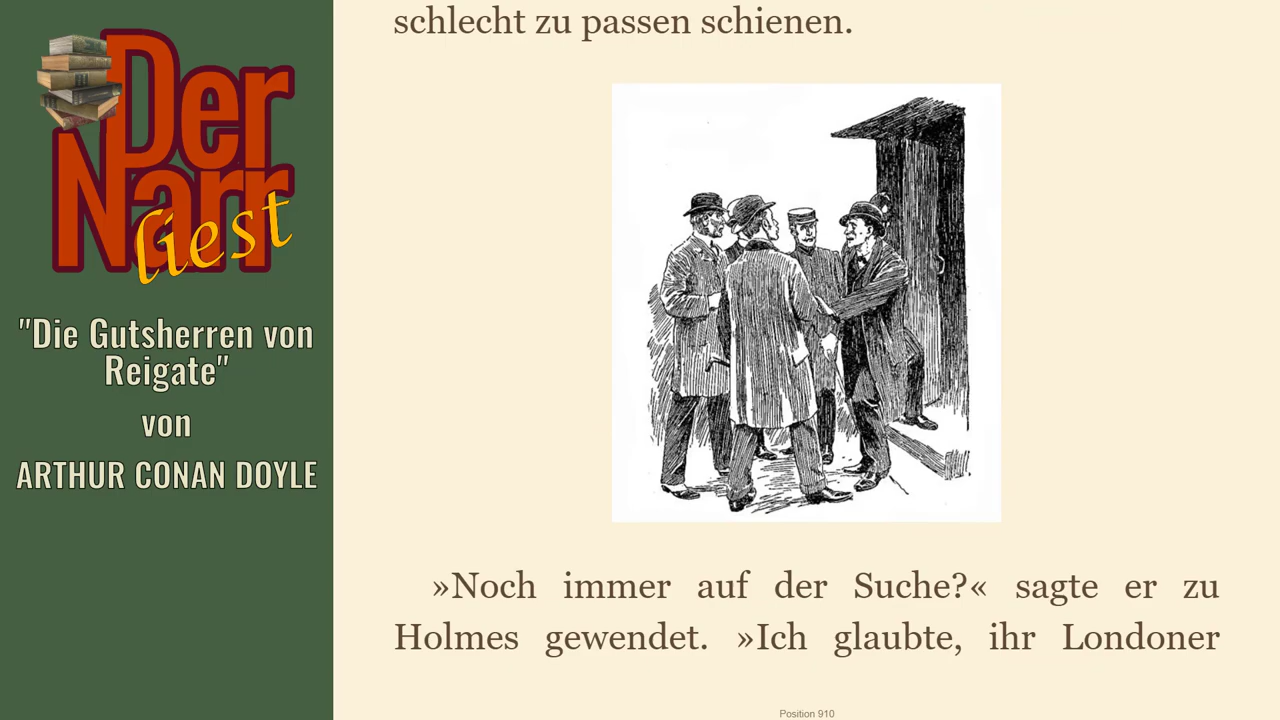 Der
Narr
liest
"Die Gutsherren von
Reigate"
von
ARTHUR CONAN DOYLE
schlecht zu passen schienen.
»Noch immer auf der Suche?« sagte er zu
Holmes gewendet. »Ich glaubte, ihr Londoner
Position 910